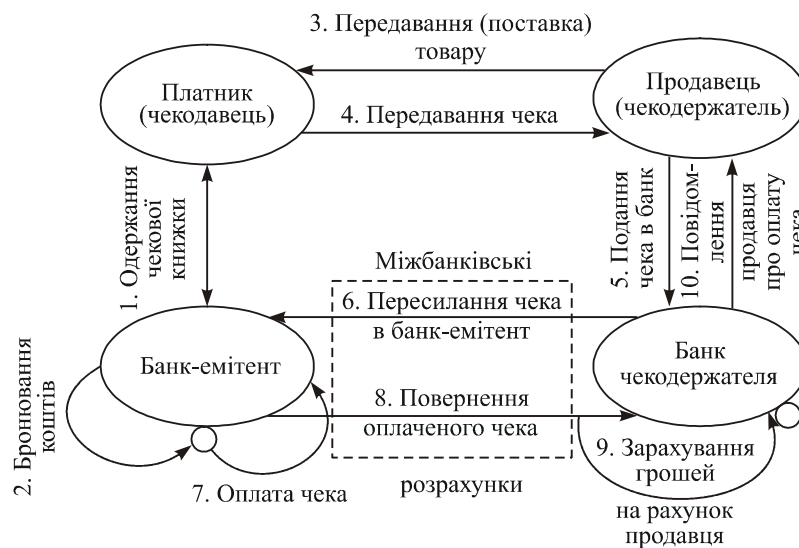 3. Передавання (поставка)
товару
Платник
(чекодавець)
Продавець
(чекодержатель)
4. Передавання чека
1. Одержання
чекової
книжки
5. Подання
чека в банк
10. Повідом-
лення
продавця
про оплату
чека
Міжбанківські
6. Пересилання чека
в банк-емітент
Банк-емітент
Банк
чекодержателя
2. Бронювання
коштів
8. Повернення
оплаченого чека
7. Оплата чека
9. Зарахування
грошей
на рахунок
продавця
розрахунки